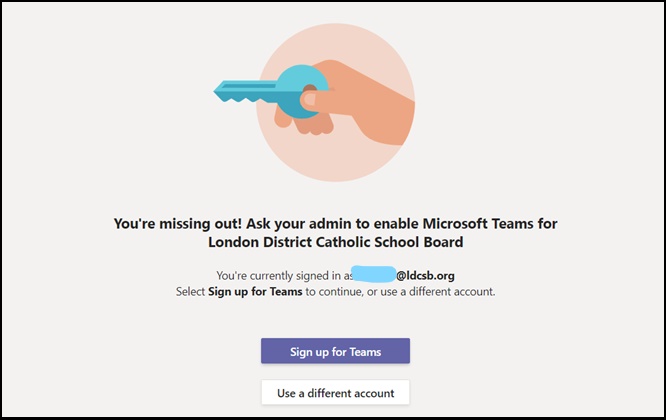 You're missing out! Ask your admin to enable Microsoft Teams for
London District Catholic School Board
You're currently signed in as @ldcsb.org
Select Sign up for Teams to continue, or use a different account.
Sign up for Teams
Use a different account